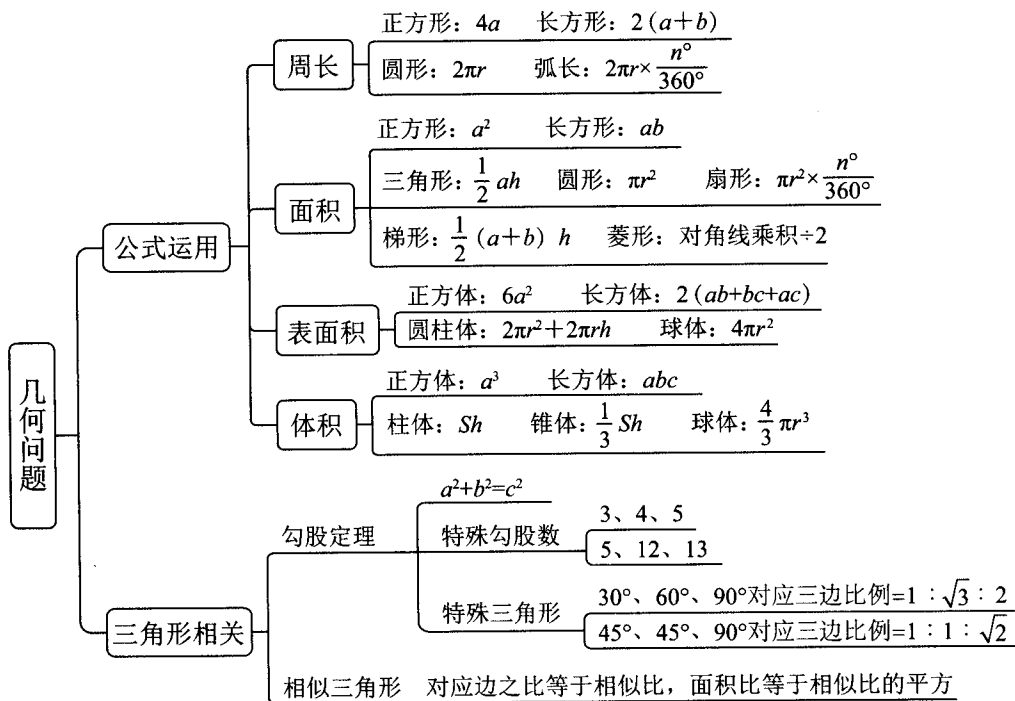 正方形：4a 长方形：2(a+b)
周长
圆形：2πr 弧长：2πr×n°/360°
正方形：a² 长方形：ab
三角形：1/2 ah 圆形：πr² 扇形：πr²×n°/360°
面积
梯形：1/2 (a+b) h 菱形：对角线乘积÷2
公式运用
正方体：6a² 长方体：2(ab+bc+ac)
表面积
圆柱体：2πr²+2πrh 球体：4πr²
正方体：a³ 长方体：abc
体积
柱体：Sh 锥体：1/3 Sh 球体：4/3 πr³
几何问题
a²+b²=c²
勾股定理
特殊勾股数
3、4、5
5、12、13
特殊三角形
30°、60°、90°对应三边比例=1：√3：2
45°、45°、90°对应三边比例=1：1：√2
三角形相关
相似三角形 对应边之比等于相似比，面积比等于相似比的平方